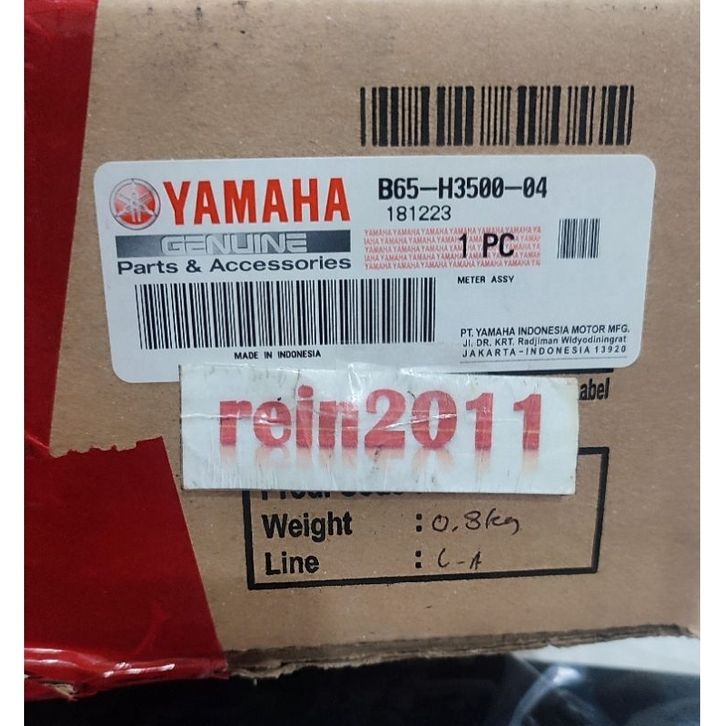 YAMAHA
GENUINE
Parts & Accessories
B65-H3500-04
181223
1 PC
METER ASSY
MADE IN INDONESIA
PT. YAMAHA INDONESIA MOTOR MFG.
Jl. DR. KRT. Radjiman Widyodiningrat
JAKARTA-INDONESIA 13920
abel
rein2011
Weight : 0.8kg
Line :